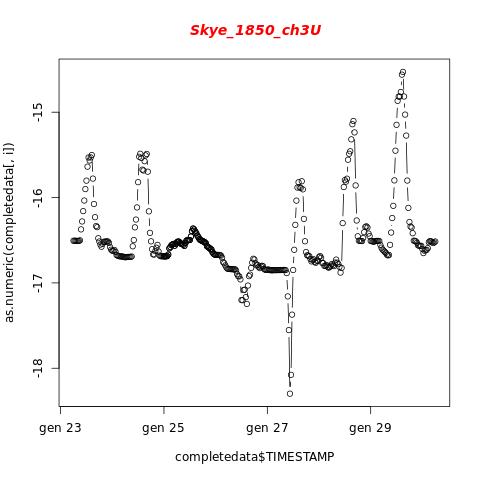 Skye_1850_ch3U
as.numeric(completedata[, i])
-15
-16
-17
-18
gen 23
gen 25
gen 27
gen 29
completedata$TIMESTAMP